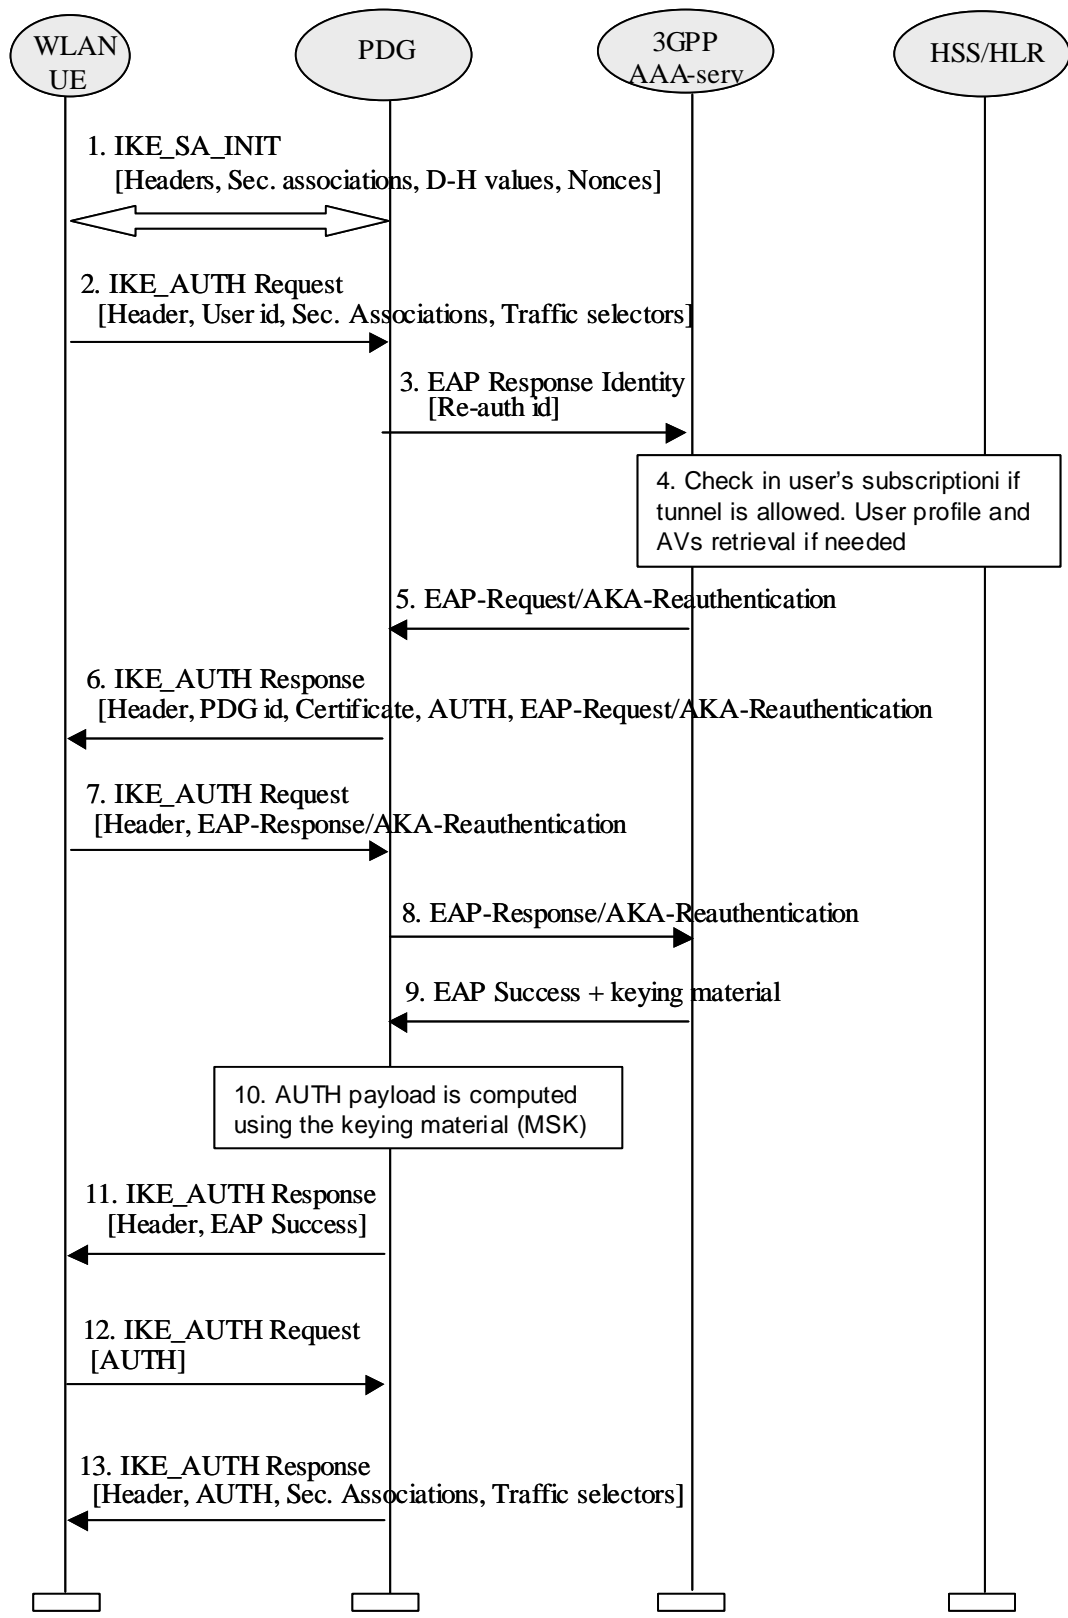 WLAN
UE
PDG
3GPP
AAA-serv
HSS/HLR
1. IKE_SA_INIT
[Headers, Sec. associations, D-H values, Nonces]
2. IKE_AUTH Request
[Header, User id, Sec. Associations, Traffic selectors]
3. EAP Response Identity
[Re-auth id]
4. Check in user's subscriptioni if
tunnel is allowed. User profile and
AVs retrieval if needed
5. EAP-Request/AKA-Reauthentication
6. IKE_AUTH Response
[Header, PDG id, Certificate, AUTH, EAP-Request/AKA-Reauthentication
7. IKE_AUTH Request
[Header, EAP-Response/AKA-Reauthentication
8. EAP-Response/AKA-Reauthentication
9. EAP Success + keying material
10. AUTH payload is computed
using the keying material (MSK)
11. IKE_AUTH Response
[Header, EAP Success]
12. IKE_AUTH Request
[AUTH]
13. IKE_AUTH Response
[Header, AUTH, Sec. Associations, Traffic selectors]